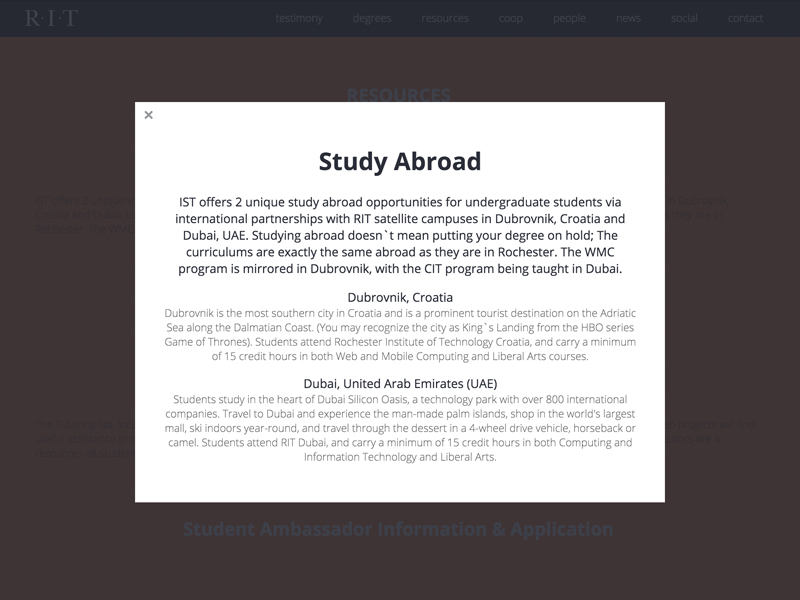 R·I·T
testimony degrees resources coop people news social contact
RESOURCES
×
Study Abroad
IST offers 2 unique study abroad opportunities for undergraduate students via
international partnerships with RIT satellite campuses in Dubrovnik, Croatia and
Dubai, UAE. Studying abroad doesn`t mean putting your degree on hold; The
curriculums are exactly the same abroad as they are in Rochester. The WMC
program is mirrored in Dubrovnik, with the CIT program being taught in Dubai.
Dubrovnik, Croatia
Dubrovnik is the most southern city in Croatia and is a prominent tourist destination on the Adriatic
Sea along the Dalmatian Coast. (You may recognize the city as King`s Landing from the HBO series
Game of Thrones). Students attend Rochester Institute of Technology Croatia, and carry a minimum
of 15 credit hours in both Web and Mobile Computing and Liberal Arts courses.
Dubai, United Arab Emirates (UAE)
Students study in the heart of Dubai Silicon Oasis, a technology park with over 800 international
companies. Travel to Dubai and experience the man-made palm islands, shop in the world's largest
mall, ski indoors year-round, and travel through the dessert in a 4-wheel drive vehicle, horseback or
camel. Students attend RIT Dubai, and carry a minimum of 15 credit hours in both Computing and
Information Technology and Liberal Arts.
Student Ambassador Information & Application